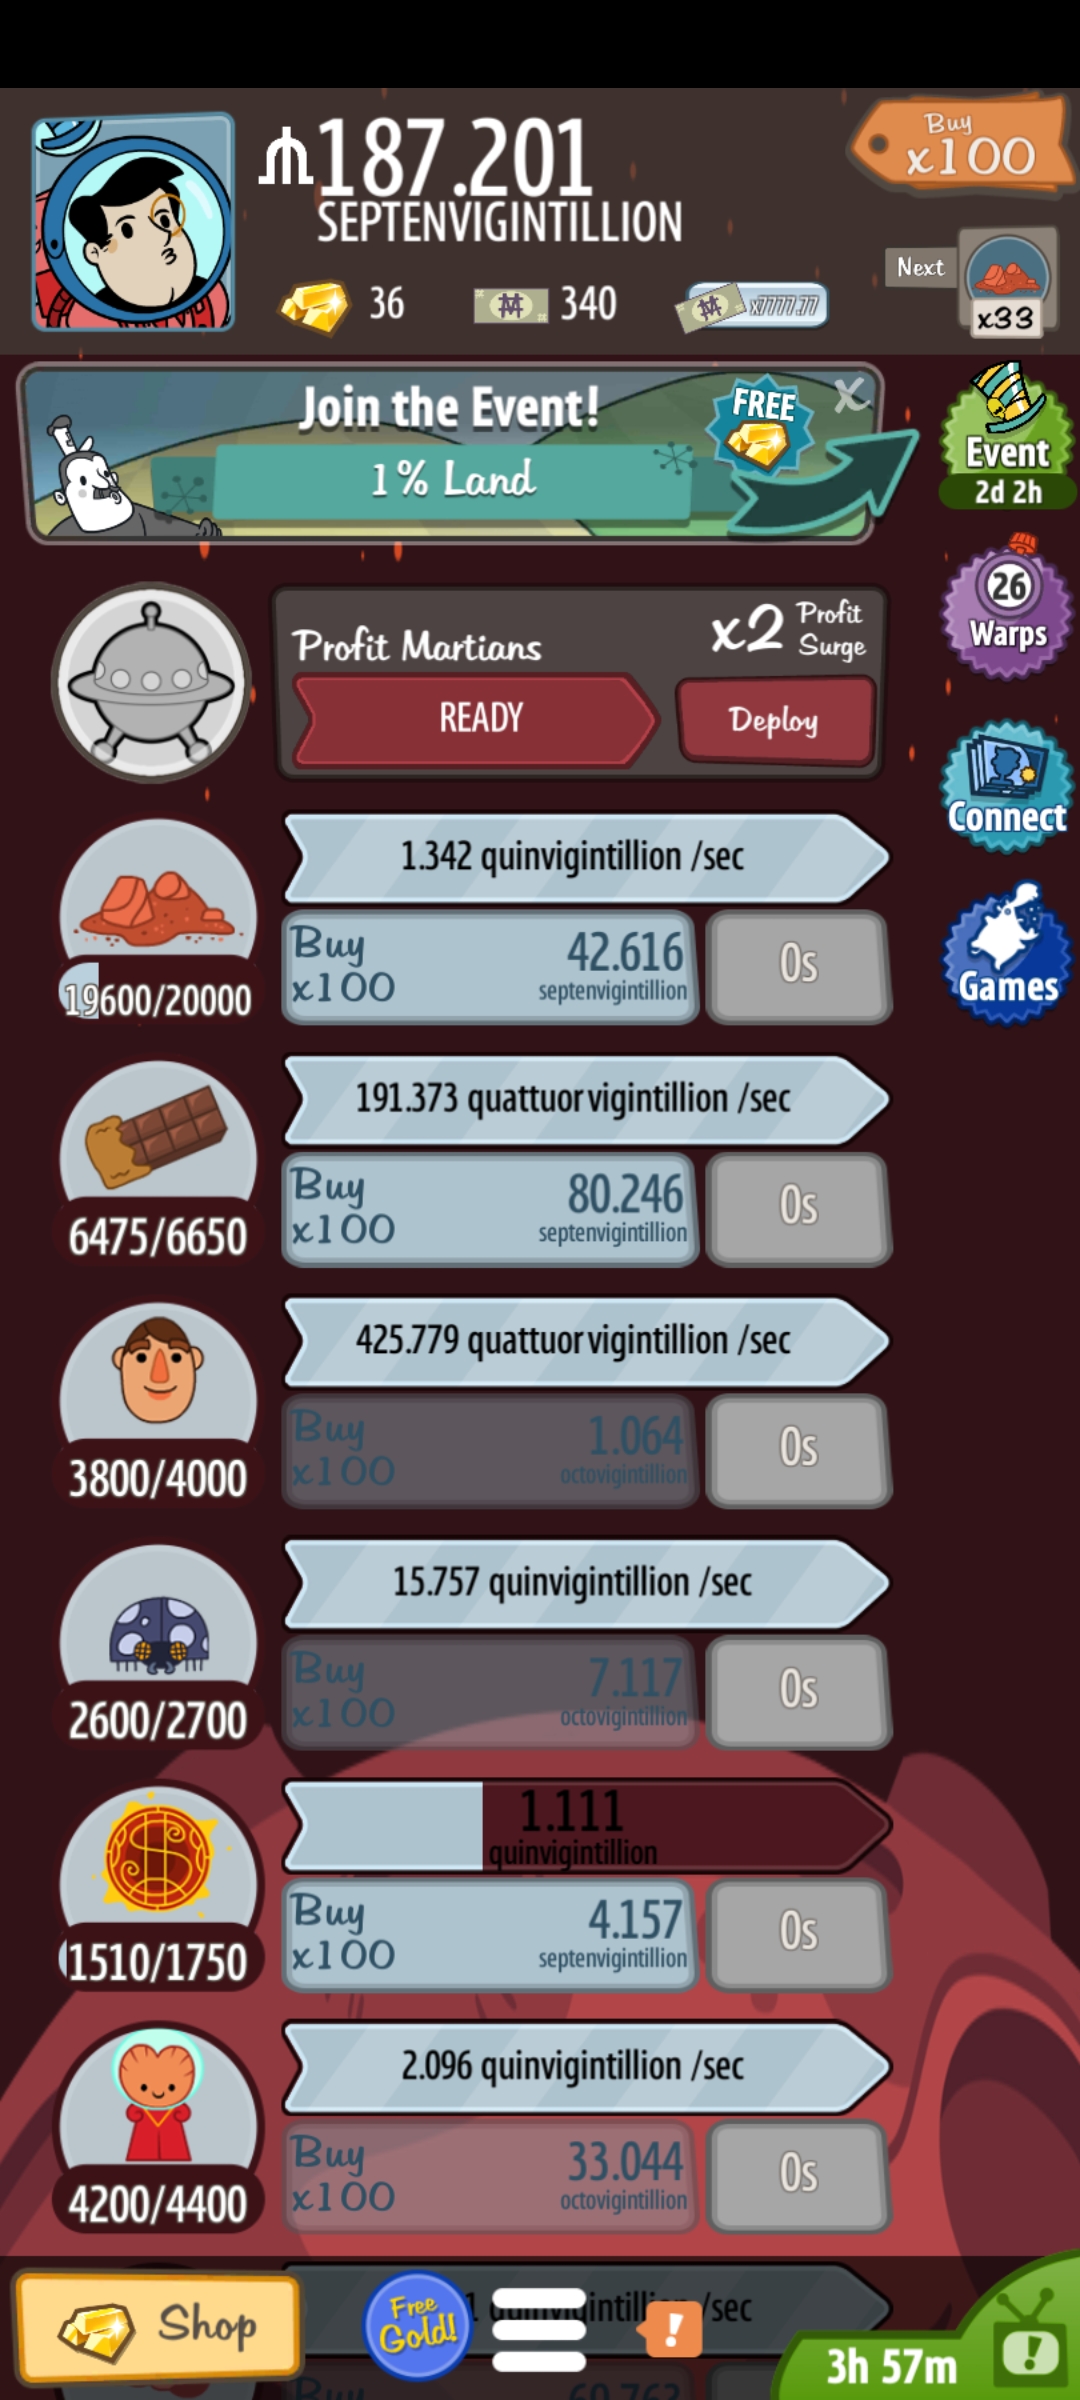 187.201
SEPTENVIGINTILLION
Buy
x100
36
340
x7777.77
Next
x33
Join the Event!
1% Land
FREE
X
Event
2d 2h
26
Warps
Connect
Games
Profit Martians
x2 Profit
Surge
READY
Deploy
1.342 quinvigintillion /sec
19600/20000
Buy
x100
42.616
septenvigintillion
0s
191.373 quattuorvigintillion /sec
6475/6650
Buy
x100
80.246
septenvigintillion
0s
425.779 quattuorvigintillion /sec
3800/4000
Buy
x100
1.064
octovigintillion
0s
15.757 quinvigintillion /sec
2600/2700
Buy
x100
7.117
octovigintillion
0s
1.111
quinvigintillion
1510/1750
Buy
x100
4.157
septenvigintillion
0s
2.096 quinvigintillion /sec
4200/4400
Buy
x100
33.044
octovigintillion
0s
Shop
Free
Gold!
1 quinvigintillion /sec
!
3h 57m
!
Buy
60.763